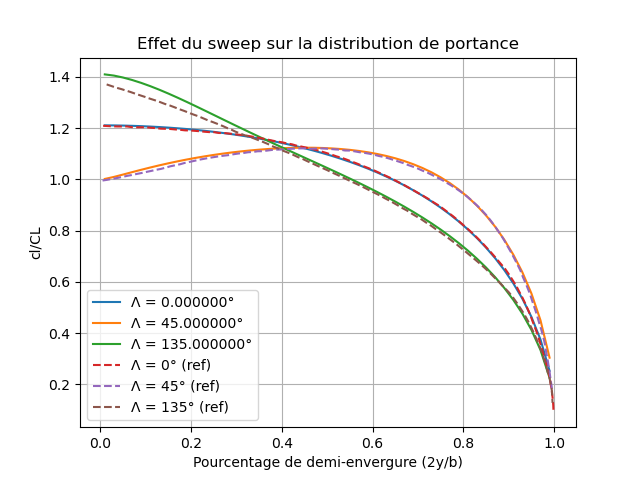 Effet du sweep sur la distribution de portance
cl/CL
1.4
1.2
1.0
0.8
0.6
0.4
0.2
Λ = 0.000000°
Λ = 45.000000°
Λ = 135.000000°
Λ = 0° (ref)
Λ = 45° (ref)
Λ = 135° (ref)
0.0 0.2 0.4 0.6 0.8 1.0
Pourcentage de demi-envergure (2y/b)